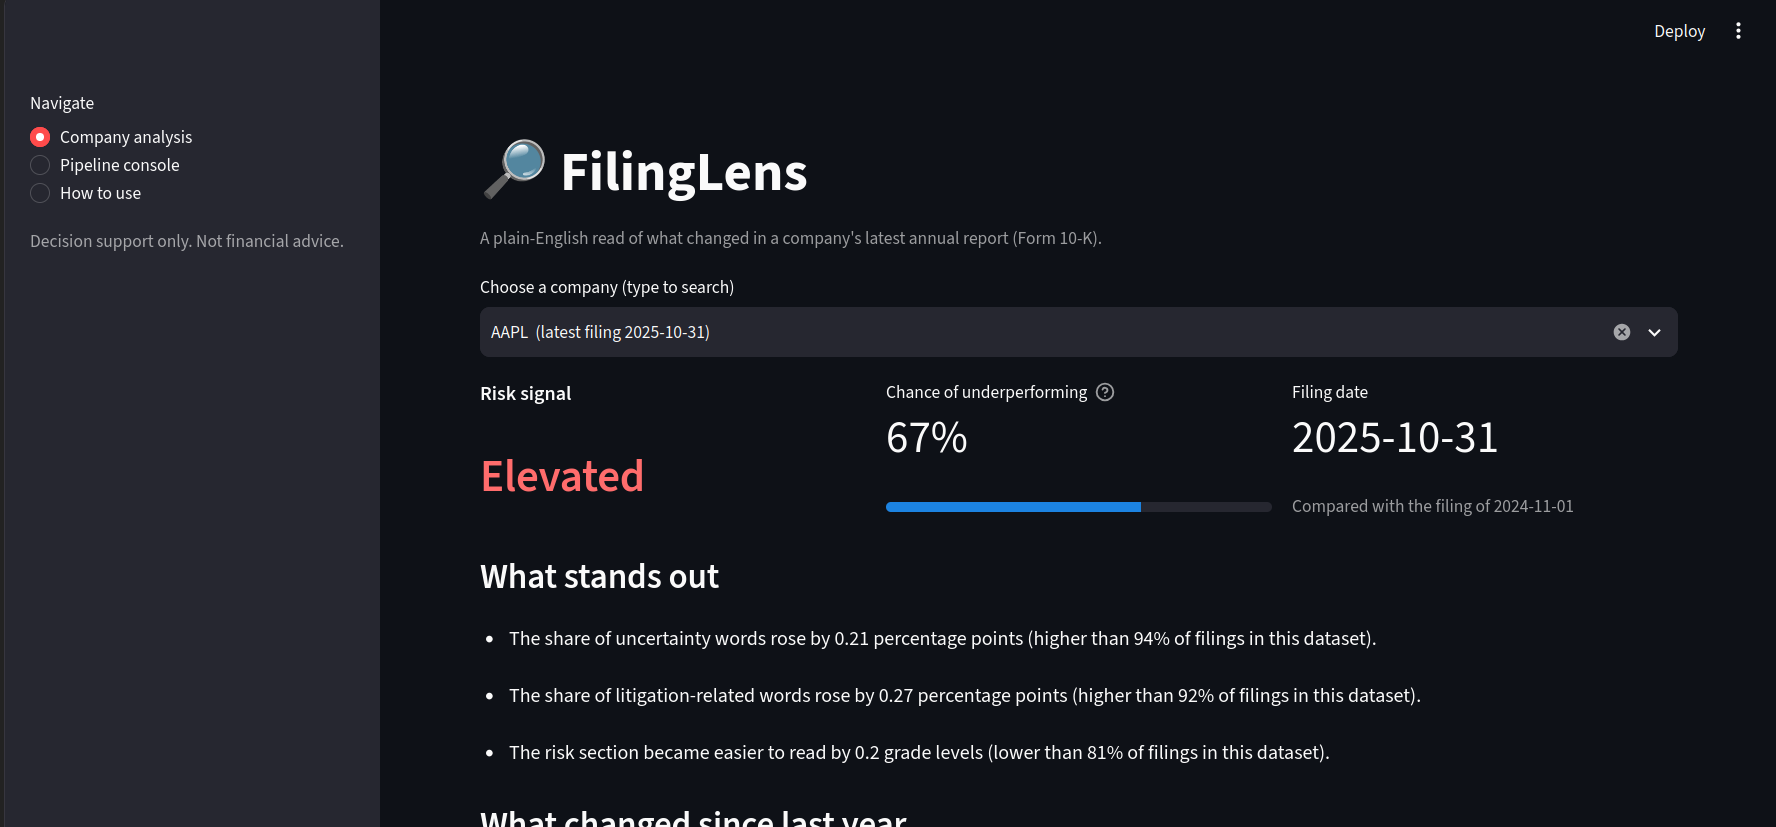 Deploy
Navigate
Company analysis
Pipeline console
How to use
Decision support only. Not financial advice.
FilingLens
A plain-English read of what changed in a company's latest annual report (Form 10-K).
Choose a company (type to search)
AAPL (latest filing 2025-10-31)
Risk signal
Elevated
Chance of underperforming
67%
Filing date
2025-10-31
Compared with the filing of 2024-11-01
What stands out
The share of uncertainty words rose by 0.21 percentage points (higher than 94% of filings in this dataset).
The share of litigation-related words rose by 0.27 percentage points (higher than 92% of filings in this dataset).
The risk section became easier to read by 0.2 grade levels (lower than 81% of filings in this dataset).
What changed since last year